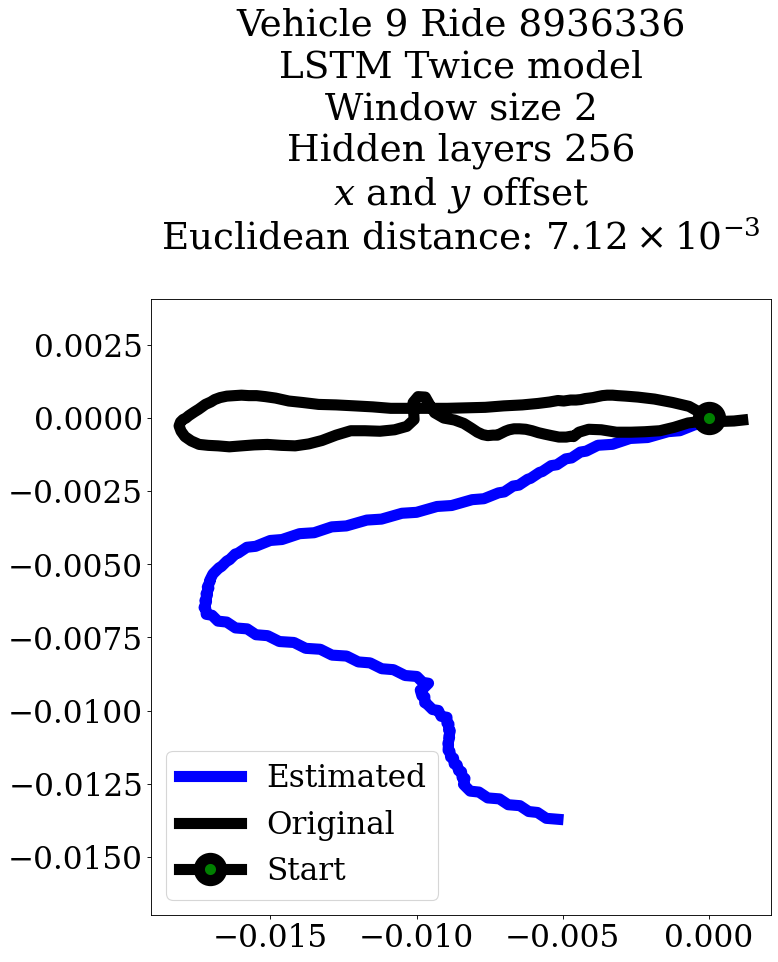 Vehicle 9 Ride 8936336
LSTM Twice model
Window size 2
Hidden layers 256
x and y offset
Euclidean distance: 7.12 × 10⁻³
0.0025
0.0000
−0.0025
−0.0050
−0.0075
−0.0100
−0.0125
−0.0150
Estimated
Original
Start
−0.015 −0.010 −0.005 0.000